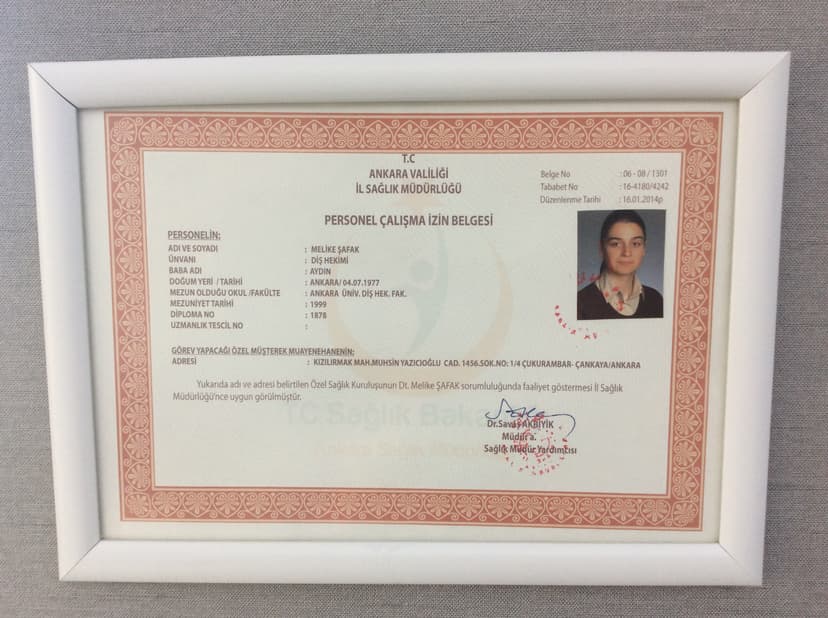 T.C
ANKARA VALİLİĞİ
İL SAĞLIK MÜDÜRLÜĞÜ
Belge No : 06 - 08 / 1301
Tababet No : 16-4180/4242
Düzenlenme Tarihi : 16.01.2014p
PERSONEL ÇALIŞMA İZİN BELGESİ
PERSONELİN;
ADI VE SOYADI : MELİKE ŞAFAK
ÜNVANI : DİŞ HEKİMİ
BABA ADI : AYDIN
DOĞUM YERİ / TARİHİ : ANKARA/ 04.07.1977
MEZUN OLDUĞU OKUL /FAKÜLTE : ANKARA ÜNİV. DİŞ HEK. FAK.
MEZUNİYET TARİHİ : 1999
DİPLOMA NO : 1878
UZMANLIK TESCİL NO :
GÖREV YAPACAĞI ÖZEL MÜŞTEREK MUAYENEHANENİN;
ADRESİ : KIZILIRMAK MAH.MUHSİN YAZICIOĞLU CAD. 1456.SOK.NO: 1/4 ÇUKURAMBAR- ÇANKAYA/ANKARA
Yukarıda adı ve adresi belirtilen Özel Sağlık Kuruluşunun Dt. Melike ŞAFAK sorumluluğunda faaliyet göstermesi İl Sağlık
Müdürlüğü'nce uygun görülmüştür.
T.C Sağlık
Dr.Savaş AKBIYIK
Müdür a.
Sağlık Müdür Yardımcısı